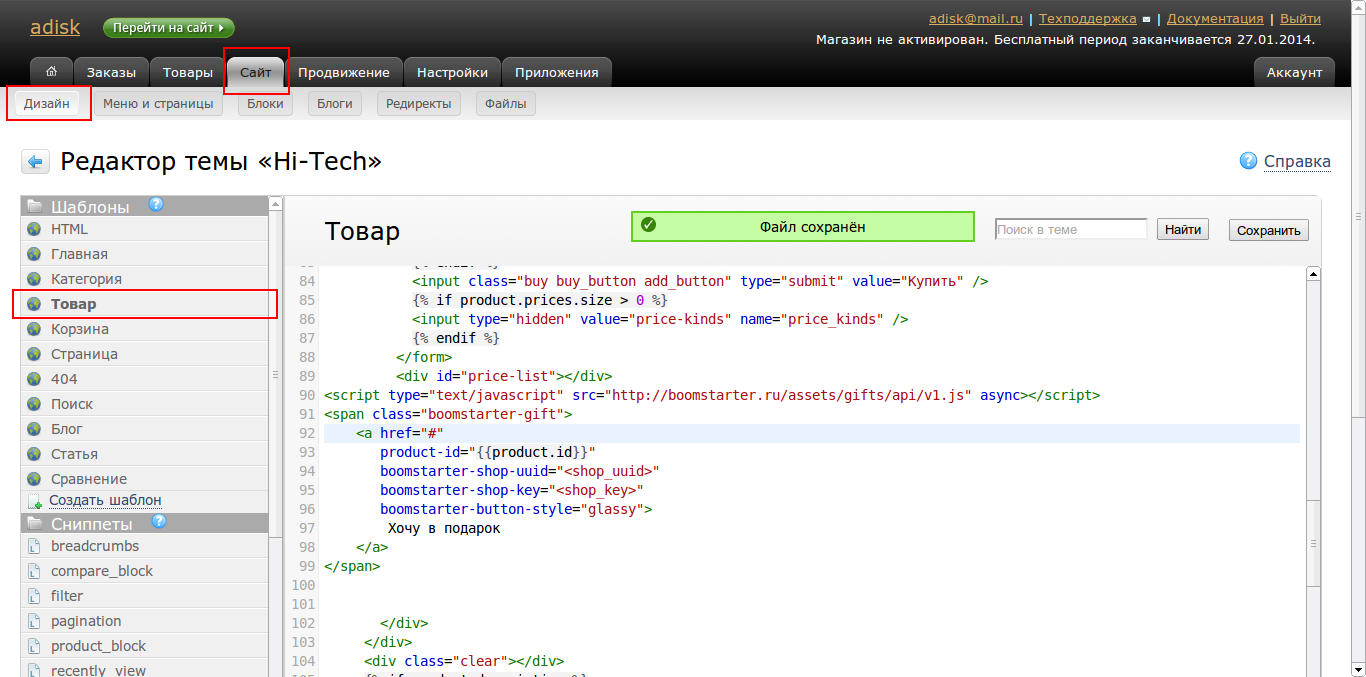 adisk Перейти на сайт
adisk@mail.ru | Техподдержка | Документация | Выйти
Магазин не активирован. Бесплатный период заканчивается 27.01.2014.
Заказы Товары Сайт Продвижение Настройки Приложения Аккаунт
Дизайн Меню и страницы Блоки Блоги Редиректы Файлы
Редактор темы «Hi-Tech»
Справка
Шаблоны
HTML
Главная
Категория
Товар
Корзина
Страница
404
Поиск
Блог
Статья
Сравнение
Создать шаблон
Сниппеты
breadcrumbs
compare_block
filter
pagination
product_block
recently_view
Товар
Файл сохранён
Поиск в теме Найти Сохранить
83 {% endif %}
84 <input class="buy buy_button add_button" type="submit" value="Купить" />
85 {% if product.prices.size > 0 %}
86 <input type="hidden" value="price-kinds" name="price_kinds" />
87 {% endif %}
88 </form>
89 <div id="price-list"></div>
90 <script type="text/javascript" src="http://boomstarter.ru/assets/gifts/api/v1.js" async></script>
91 <span class="boomstarter-gift">
92 <a href="#"
93 product-id="{{product.id}}"
94 boomstarter-shop-uuid="<shop_uuid>"
95 boomstarter-shop-key="<shop_key>"
96 boomstarter-button-style="glassy">
97 Хочу в подарок
98 </a>
99 </span>
100
101
102 </div>
103 </div>
104 <div class="clear"></div>